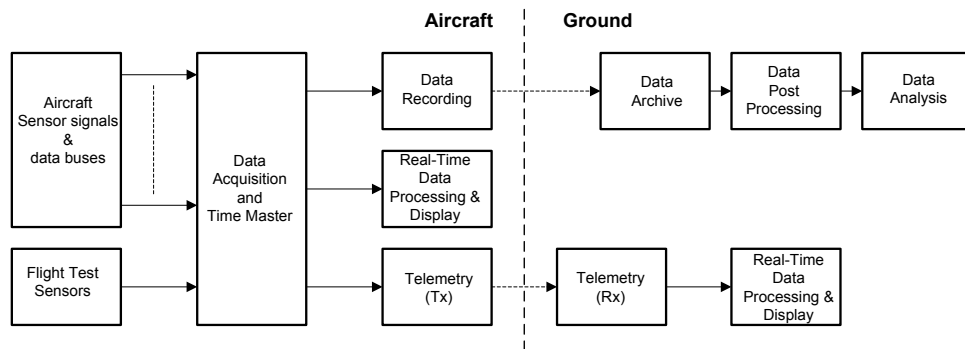 Aircraft
Ground
Aircraft
Sensor signals
&
data buses
Flight Test
Sensors
Data
Acquisition
and
Time Master
Data
Recording
Real-Time
Data
Processing &
Display
Telemetry
(Tx)
Data
Archive
Data
Post
Processing
Data
Analysis
Telemetry
(Rx)
Real-Time
Data
Processing &
Display